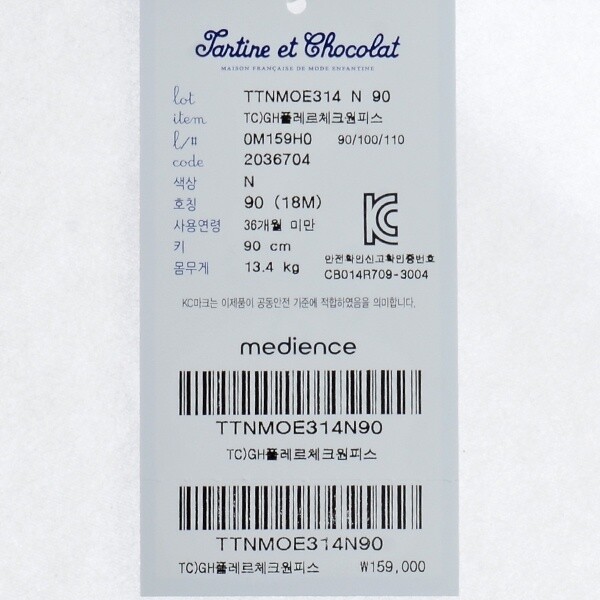 Tartine et Chocolat
MAISON FRANÇAISE DE MODE ENFANTINE
lot TTNMOE314 N 90
item TC)GH플레르체크원피스
l/# 0M159H0 90/100/110
code 2036704
색상 N
호칭 90 (18M)
사용연령 36개월 미만
키 90 cm
몸무게 13.4 kg
안전확인신고확인증번호
CB014R709-3004
KC마크는 이제품이 공통안전 기준에 적합하였음을 의미합니다.
medience
TTNMOE314N90
TC)GH플레르체크원피스
TTNMOE314N90
TC)GH플레르체크원피스 ₩159,000